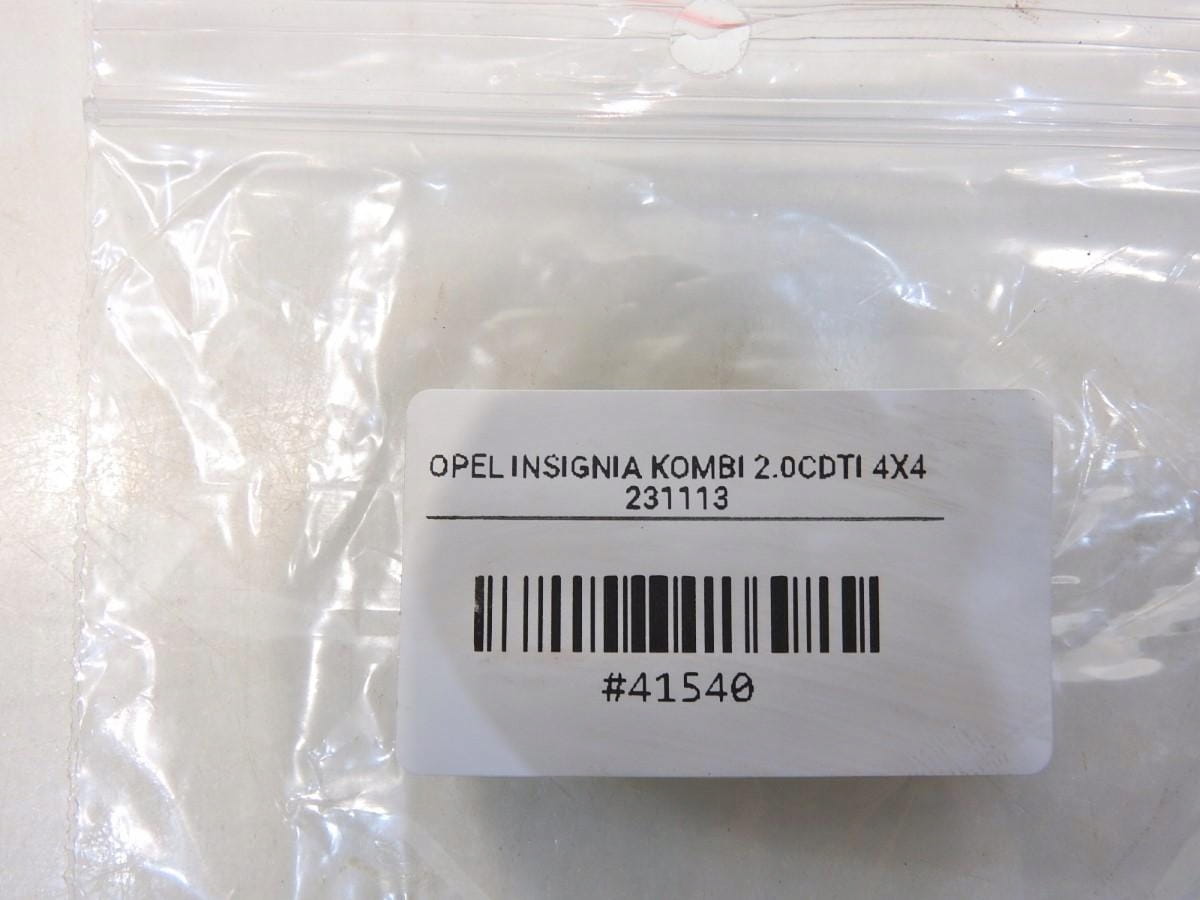 OPEL INSIGNIA KOMBI 2.0CDTI 4X4
231113
#41540